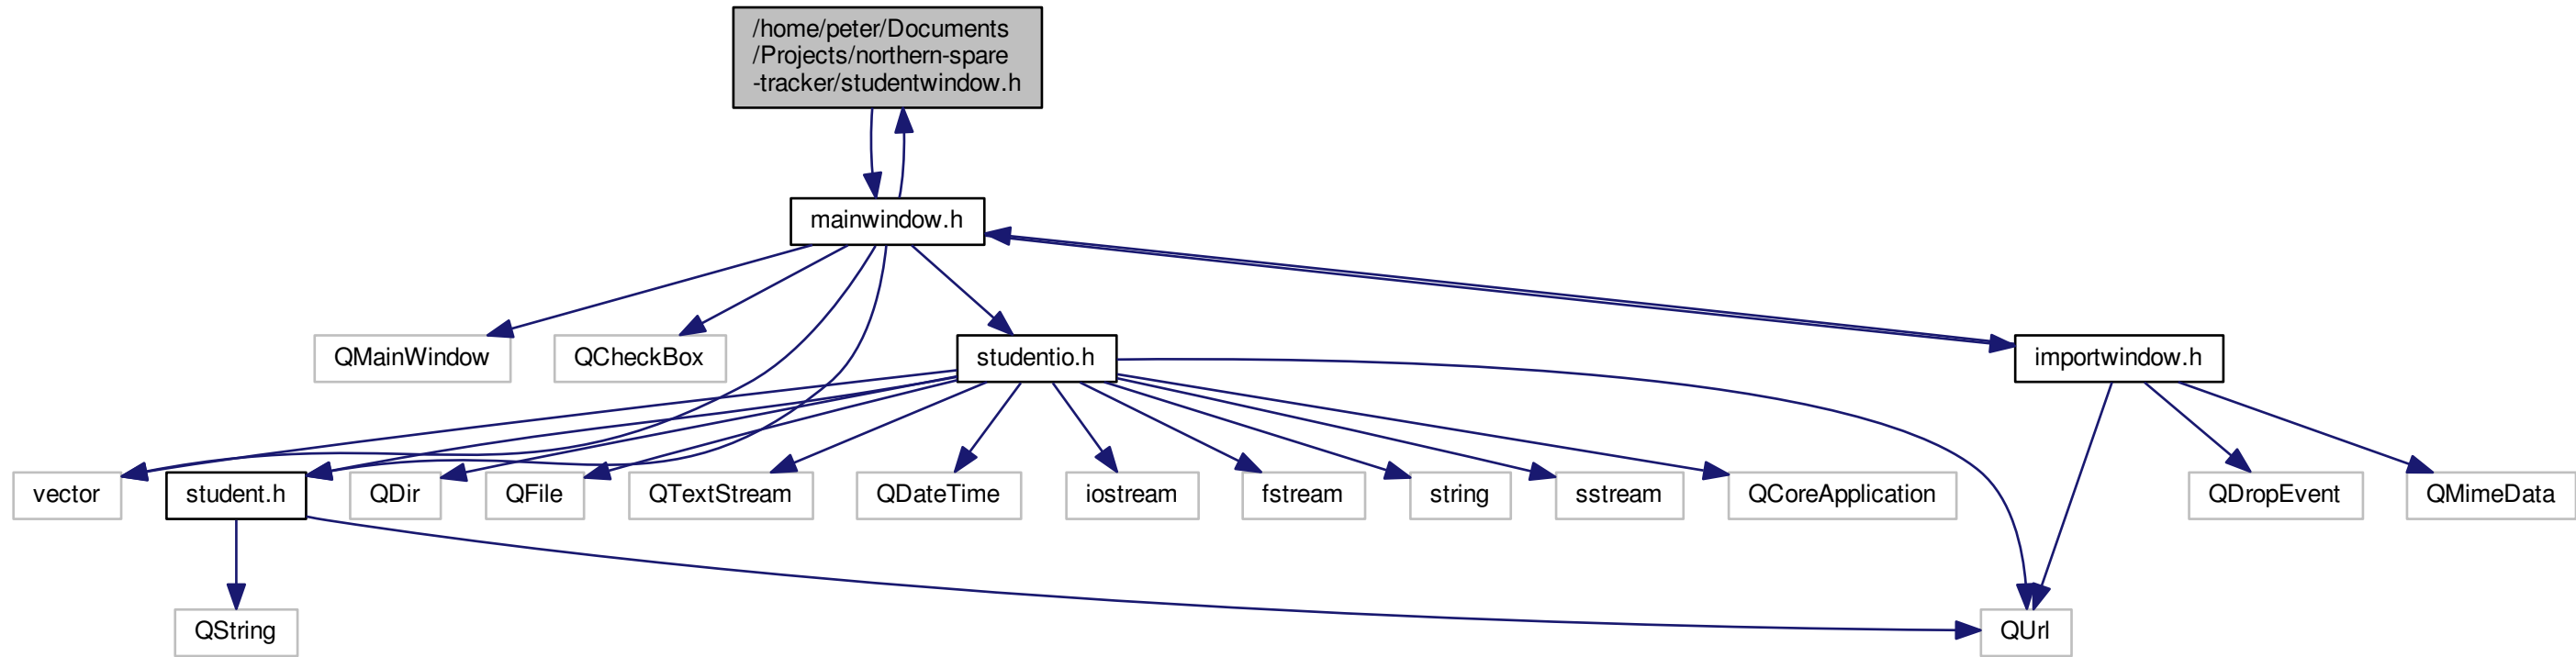 /home/peter/Documents
/Projects/northern-spare
-tracker/studentwindow.h
mainwindow.h
QMainWindow
QCheckBox
studentio.h
importwindow.h
vector
student.h
QDir
QFile
QTextStream
QDateTime
iostream
fstream
string
sstream
QCoreApplication
QDropEvent
QMimeData
QString
QUrl